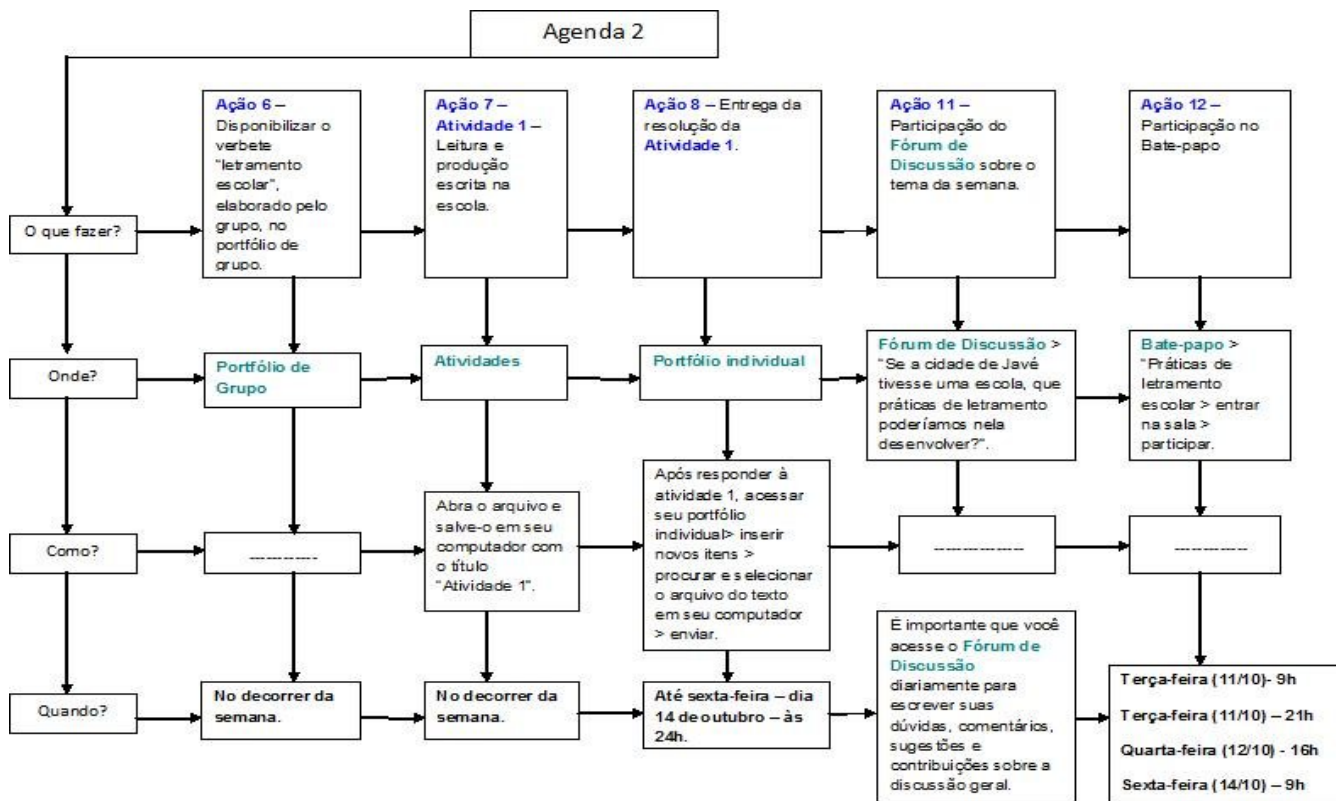 Agenda 2
Ação 6 –
Disponibilizar o
verbete
"letramento
escolar",
elaborado pelo
grupo, no
portfólio de
grupo.
Ação 7 –
Atividade 1 –
Leitura e
produção
escrita na
escola.
Ação 8 – Entrega da
resolução da
Atividade 1.
Ação 11 –
Participação do
Fórum de
Discussão sobre o
tema da semana.
Ação 12 –
Participação no
Bate-papo
O que fazer?
Onde?
Portfólio de
Grupo
Atividades
Portfólio individual
Fórum de Discussão >
"Se a cidade de Javé
tivesse uma escola, que
práticas de letramento
poderíamos nela
desenvolver?".
Bate-papo >
"Práticas de
letramento
escolar > entrar
na sala >
participar.
Como?
------------
Abra o arquivo e
salve-o em seu
computador com
o título
"Atividade 1".
Após responder à
atividade 1, acessar
seu portfólio
individual> inserir
novos itens >
procurar e selecionar
o arquivo do texto
em seu computador
> enviar.
----------------
-------------
Quando?
No decorrer da
semana.
No decorrer da
semana.
Até sexta-feira – dia
14 de outubro – às
24h.
É importante que você
acesse o Fórum de
Discussão
diariamente para
escrever suas
dúvidas, comentários,
sugestões e
contribuições sobre a
discussão geral.
Terça-feira (11/10)- 9h
Terça-feira (11/10) – 21h
Quarta-feira (12/10) - 16h
Sexta-feira (14/10) – 9h